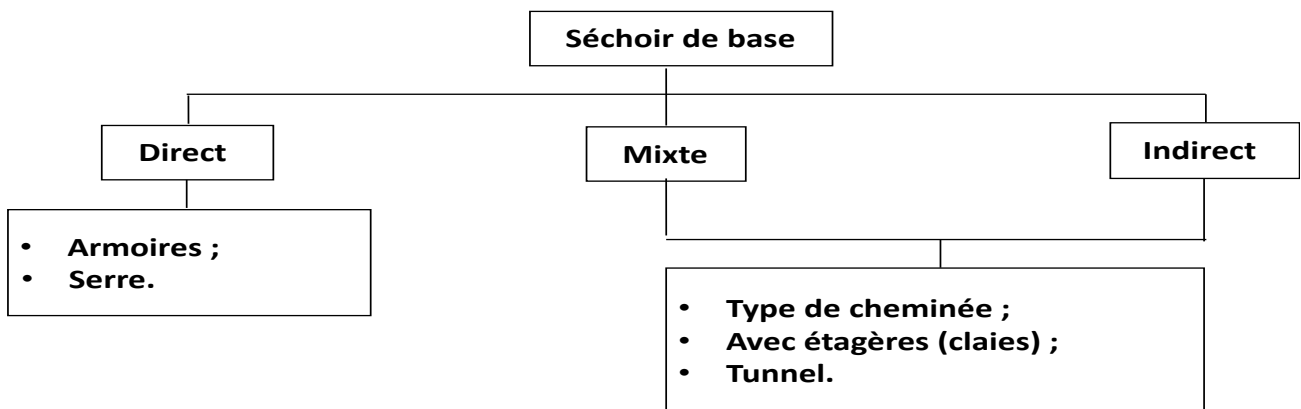 Séchoir de base
Direct
Mixte
Indirect
• Armoires ;
• Serre.
• Type de cheminée ;
• Avec étagères (claies) ;
• Tunnel.